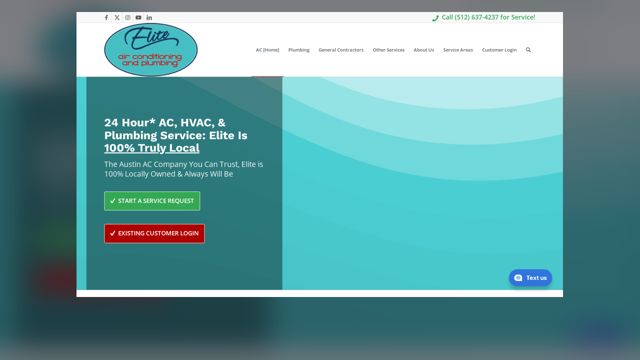 Call (512) 637-4237 for Service!
Elite
air conditioning
and plumbing
AC [Home] Plumbing General Contractors Other Services About Us Service Areas Customer Login
24 Hour* AC, HVAC, &
Plumbing Service: Elite Is
100% Truly Local
The Austin AC Company You Can Trust, Elite is
100% Locally Owned & Always Will Be
START A SERVICE REQUEST
EXISTING CUSTOMER LOGIN
Text us